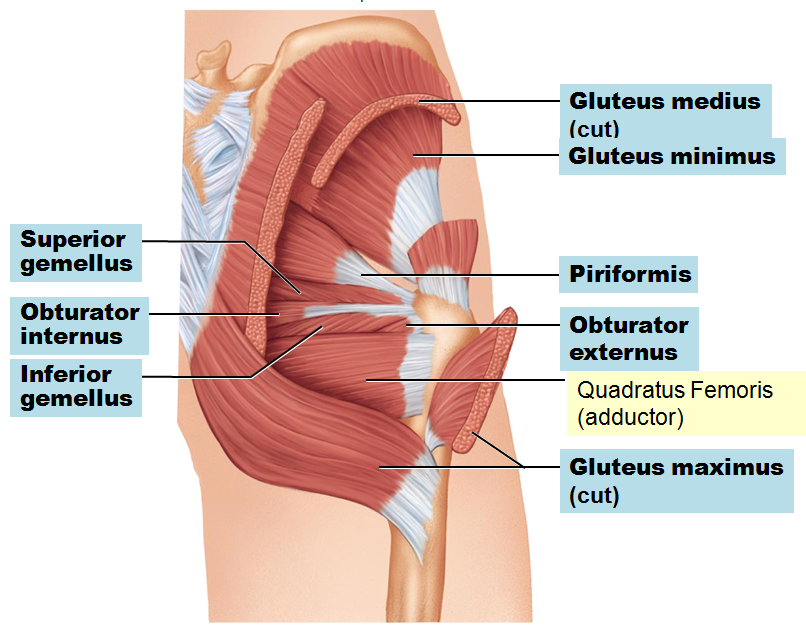 Gluteus medius
(cut)
Gluteus minimus
Superior
gemellus
Piriformis
Obturator
internus
Obturator
externus
Inferior
gemellus
Quadratus Femoris
(adductor)
Gluteus maximus
(cut)